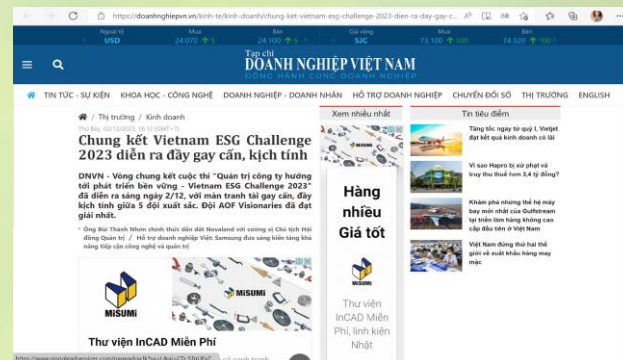 https://doanhnghiepvn.vn/kinh-te/kinh-doanh/chung-ket-vietnam-esg-challenge-2023-dien-ra-day-gay-c...
Ngoại tệ
USD
Mua
24.070 5
Bán
24.100 5
Giá vàng
SJC
Mua
73.100 100
Bán
74.320 100
Tạp chí
DOANH NGHIỆP VIỆT NAM
ĐỒNG HÀNH CÙNG DOANH NGHIỆP
TIN TỨC - SỰ KIỆN KHOA HỌC - CÔNG NGHỆ DOANH NGHIỆP - DOANH NHÂN HỖ TRỢ DOANH NGHIỆP CHUYỂN ĐỔI SỐ THỊ TRƯỜNG ENGLISH
/ Thị trường / Kinh doanh
Thứ Bảy, 02/12/2023, 16:12 (GMT+7)
Chung kết Vietnam ESG Challenge
2023 diễn ra đầy gay cấn, kịch tính
DNVN - Vòng chung kết cuộc thi "Quản trị công ty hướng
tới phát triển bền vững - Vietnam ESG Challenge 2023"
đã diễn ra sáng ngày 2/12, với màn tranh tài gay cấn, đầy
kịch tính giữa 5 đội xuất sắc. Đội AOF Visionaries đã đạt
giải nhất.
Ông Bùi Thành Nhơn chính thức dẫn dắt Novaland với cương vị Chủ tịch Hội
đồng Quản trị / Hỗ trợ doanh nghiệp Việt: Samsung đưa sáng kiến tăng khả
năng tiếp cận công nghệ và quản trị
MiSUMi
MiSUMi
Thư viện InCAD Miễn Phí
Xem nhiều nhất
Hàng
nhiều
Giá tốt
MiSUMi
Thư viện
InCAD Miễn
Phí, linh kiện
Nhật
Tin tiêu điểm
Tăng tốc ngay từ quý I, Vietjet
đạt kết quả kinh doanh có lãi
Vì sao Hapro bị xử phạt và
truy thu thuế hơn 3,4 tỷ đồng?
Khám phá những thế hệ máy
bay mới nhất của Gulfstream
tại triển lãm hàng không cao
cấp đầu tiên ở Việt Nam
Việt Nam đứng thứ hai thế
giới về xuất khẩu hàng may
mặc